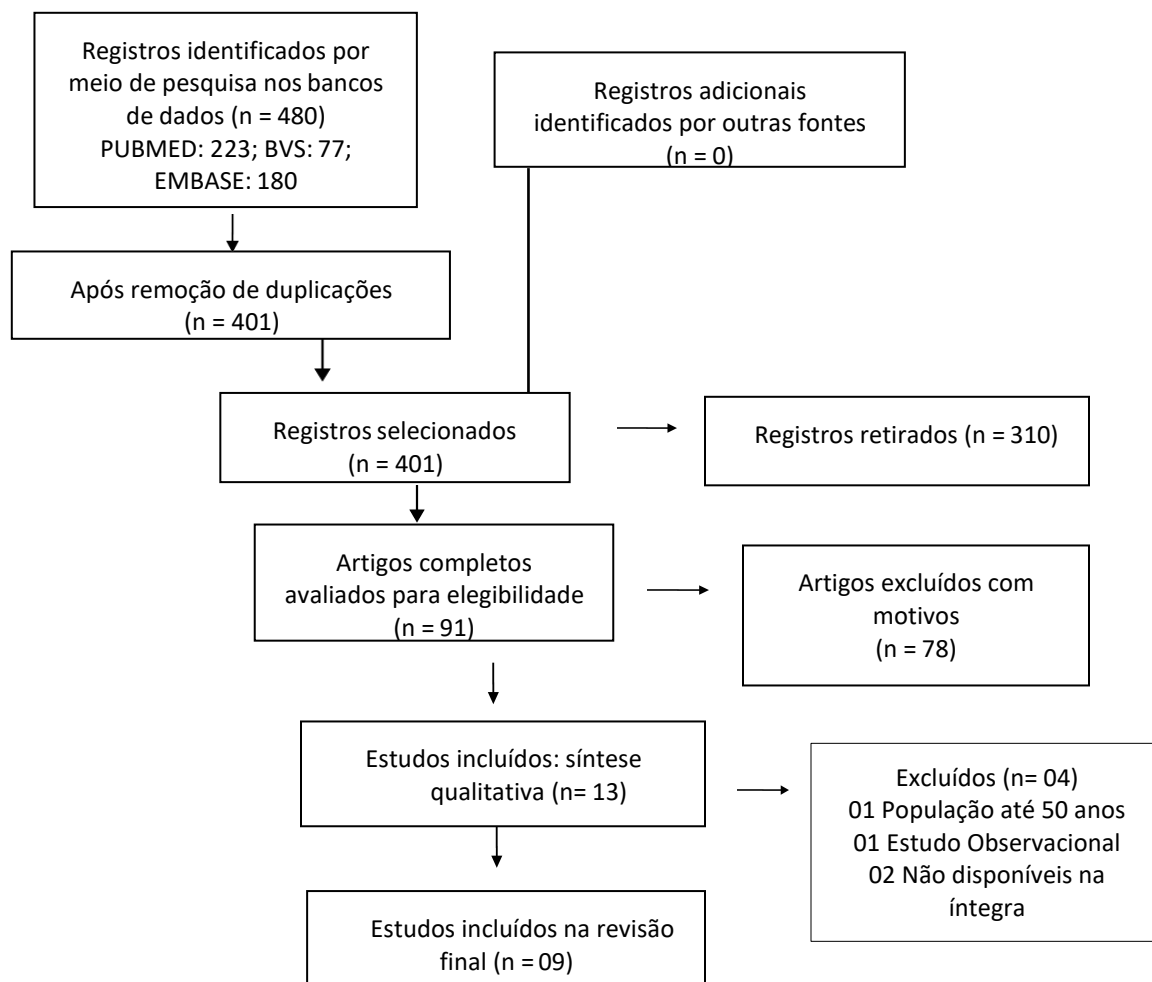 Registros identificados por
meio de pesquisa nos bancos
de dados (n = 480)
PUBMED: 223; BVS: 77;
EMBASE: 180
Registros adicionais
identificados por outras fontes
(n = 0)
Após remoção de duplicações
(n = 401)
Registros selecionados
(n = 401)
Registros retirados (n = 310)
Artigos completos
avaliados para elegibilidade
(n = 91)
Artigos excluídos com
motivos
(n = 78)
Estudos incluídos: síntese
qualitativa (n= 13)
Excluídos (n= 04)
01 População até 50 anos
01 Estudo Observacional
02 Não disponíveis na
íntegra
Estudos incluídos na revisão
final (n = 09)